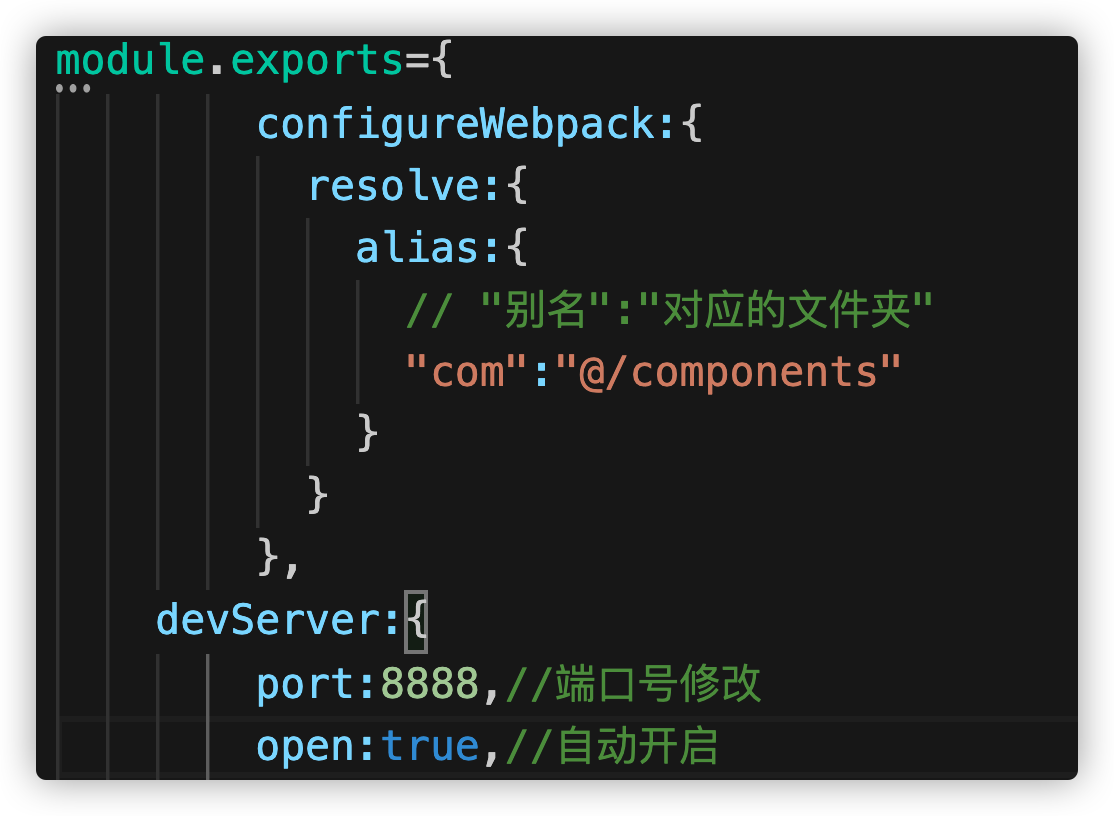 module.exports={
configureWebpack:{
resolve:{
alias:{
// "别名":"对应的文件夹"
"com":"@/components"
}
}
},
devServer:{
port:8888,//端口号修改
open:true,//自动开启